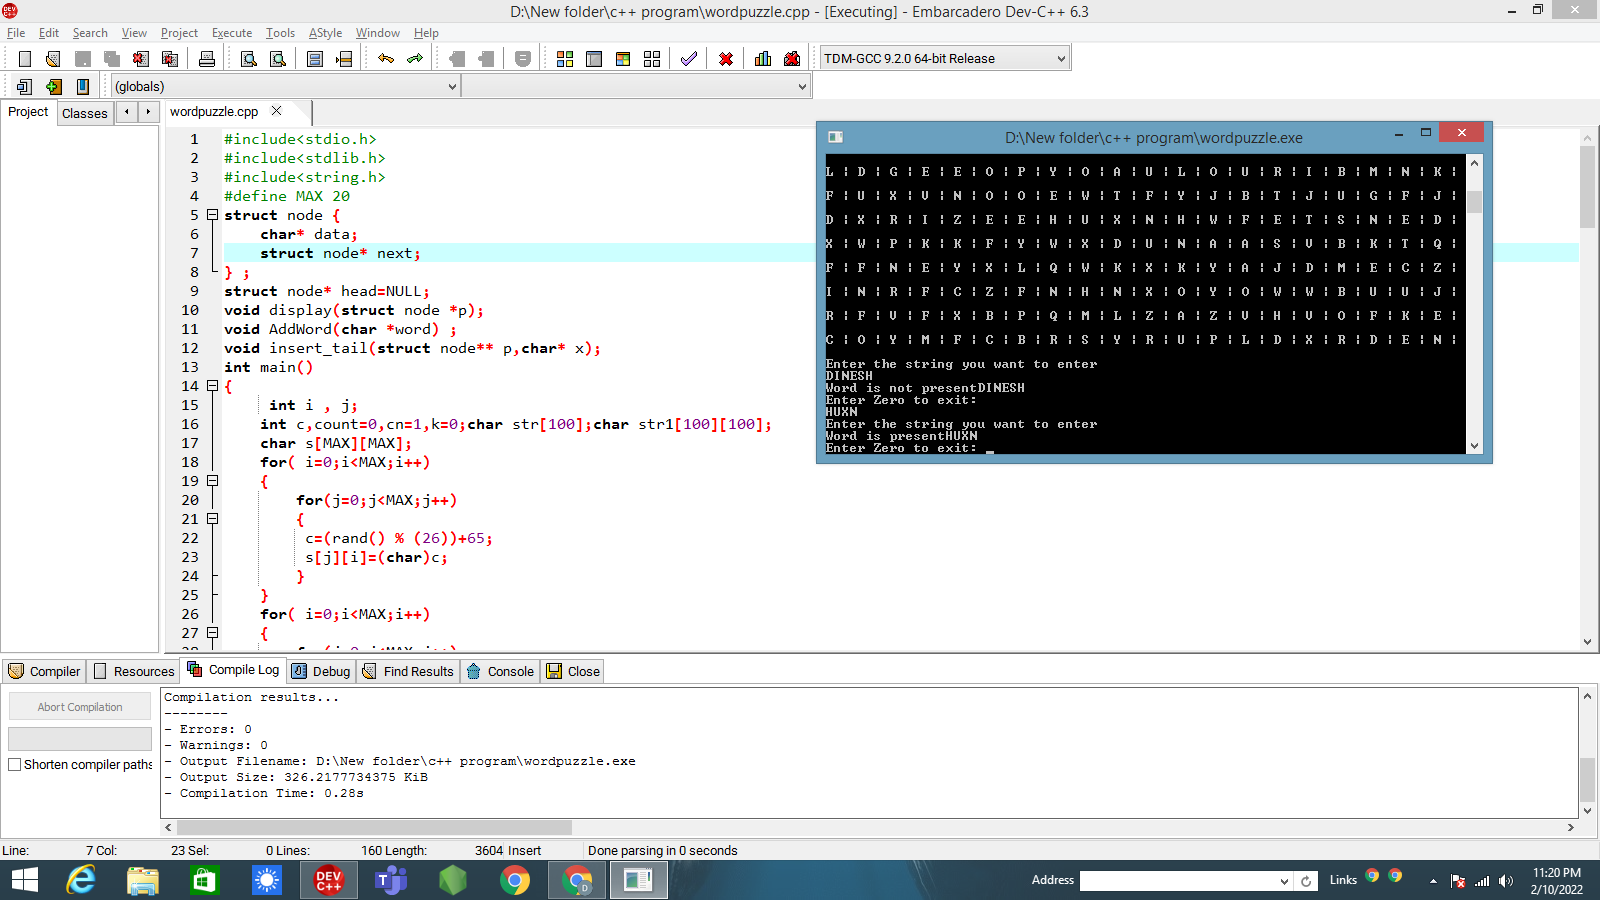 D:\New folder\c++ program\wordpuzzle.cpp - [Executing] - Embarcadero Dev-C++ 6.3
File Edit Search View Project Execute Tools AStyle Window Help
TDM-GCC 9.2.0 64-bit Release
(globals)
Project Classes wordpuzzle.cpp
1 #include<stdio.h>
2 #include<stdlib.h>
3 #include<string.h>
4 #define MAX 20
5 struct node {
6 char* data;
7 struct node* next;
8 } ;
9 struct node* head=NULL;
10 void display(struct node *p);
11 void AddWord(char *word) ;
12 void insert_tail(struct node** p,char* x);
13 int main()
14 {
15 int i , j;
16 int c,count=0,cn=1,k=0;char str[100];char str1[100][100];
17 char s[MAX][MAX];
18 for( i=0;i<MAX;i++)
19 {
20 for(j=0;j<MAX;j++)
21 {
22 c=(rand() % (26))+65;
23 s[j][i]=(char)c;
24 }
25 }
26 for( i=0;i<MAX;i++)
27 {
D:\New folder\c++ program\wordpuzzle.exe
L | D | G | E | E | O | P | Y | O | A | U | L | O | U | R | I | B | M | N | K |
F | U | X | V | N | O | O | E | W | T | F | Y | J | B | T | J | U | G | F | J |
D | X | R | I | Z | E | E | H | U | X | N | H | W | F | E | T | S | N | E | D |
X | W | P | K | K | F | Y | W | X | D | U | N | A | A | S | V | B | K | T | Q |
F | F | N | E | Y | X | L | Q | W | K | X | K | Y | A | J | D | M | E | C | Z |
I | N | R | F | C | Z | F | N | H | N | X | O | Y | O | W | W | B | U | U | J |
R | F | V | F | X | B | P | Q | M | L | Z | A | Z | V | H | V | O | F | K | E |
C | O | Y | M | F | C | B | R | S | Y | R | U | P | L | D | X | R | D | E | N |
Enter the string you want to enter
DINESH
Word is not presentDINESH
Enter Zero to exit:
HUXN
Enter the string you want to enter
Word is presentHUXN
Enter Zero to exit:
Compiler Resources Compile Log Debug Find Results Console Close
Abort Compilation
Shorten compiler paths
Compilation results...
--------
- Errors: 0
- Warnings: 0
- Output Filename: D:\New folder\c++ program\wordpuzzle.exe
- Output Size: 326.2177734375 KiB
- Compilation Time: 0.28s
Line: 7 Col: 23 Sel: 0 Lines: 160 Length: 3604 Insert Done parsing in 0 seconds
DEV C++
Address
Links
11:20 PM
2/10/2022